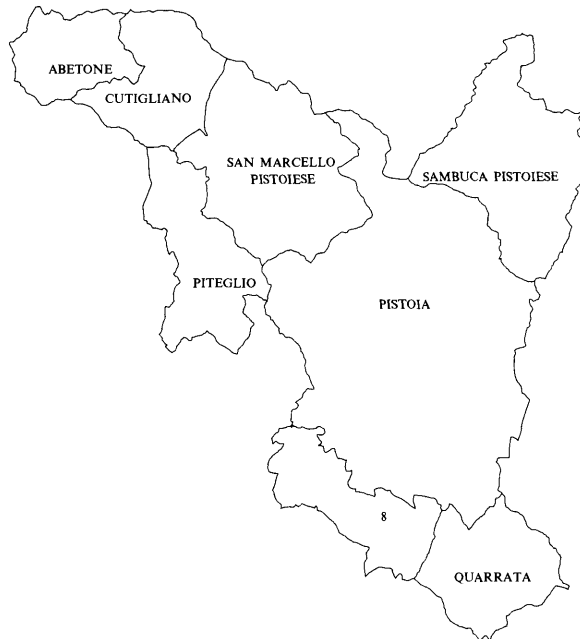 ABETONE
CUTIGLIANO
SAN MARCELLO
PISTOIESE
SAMBUCA PISTOIESE
PITEGLIO
PISTOIA
8
QUARRATA